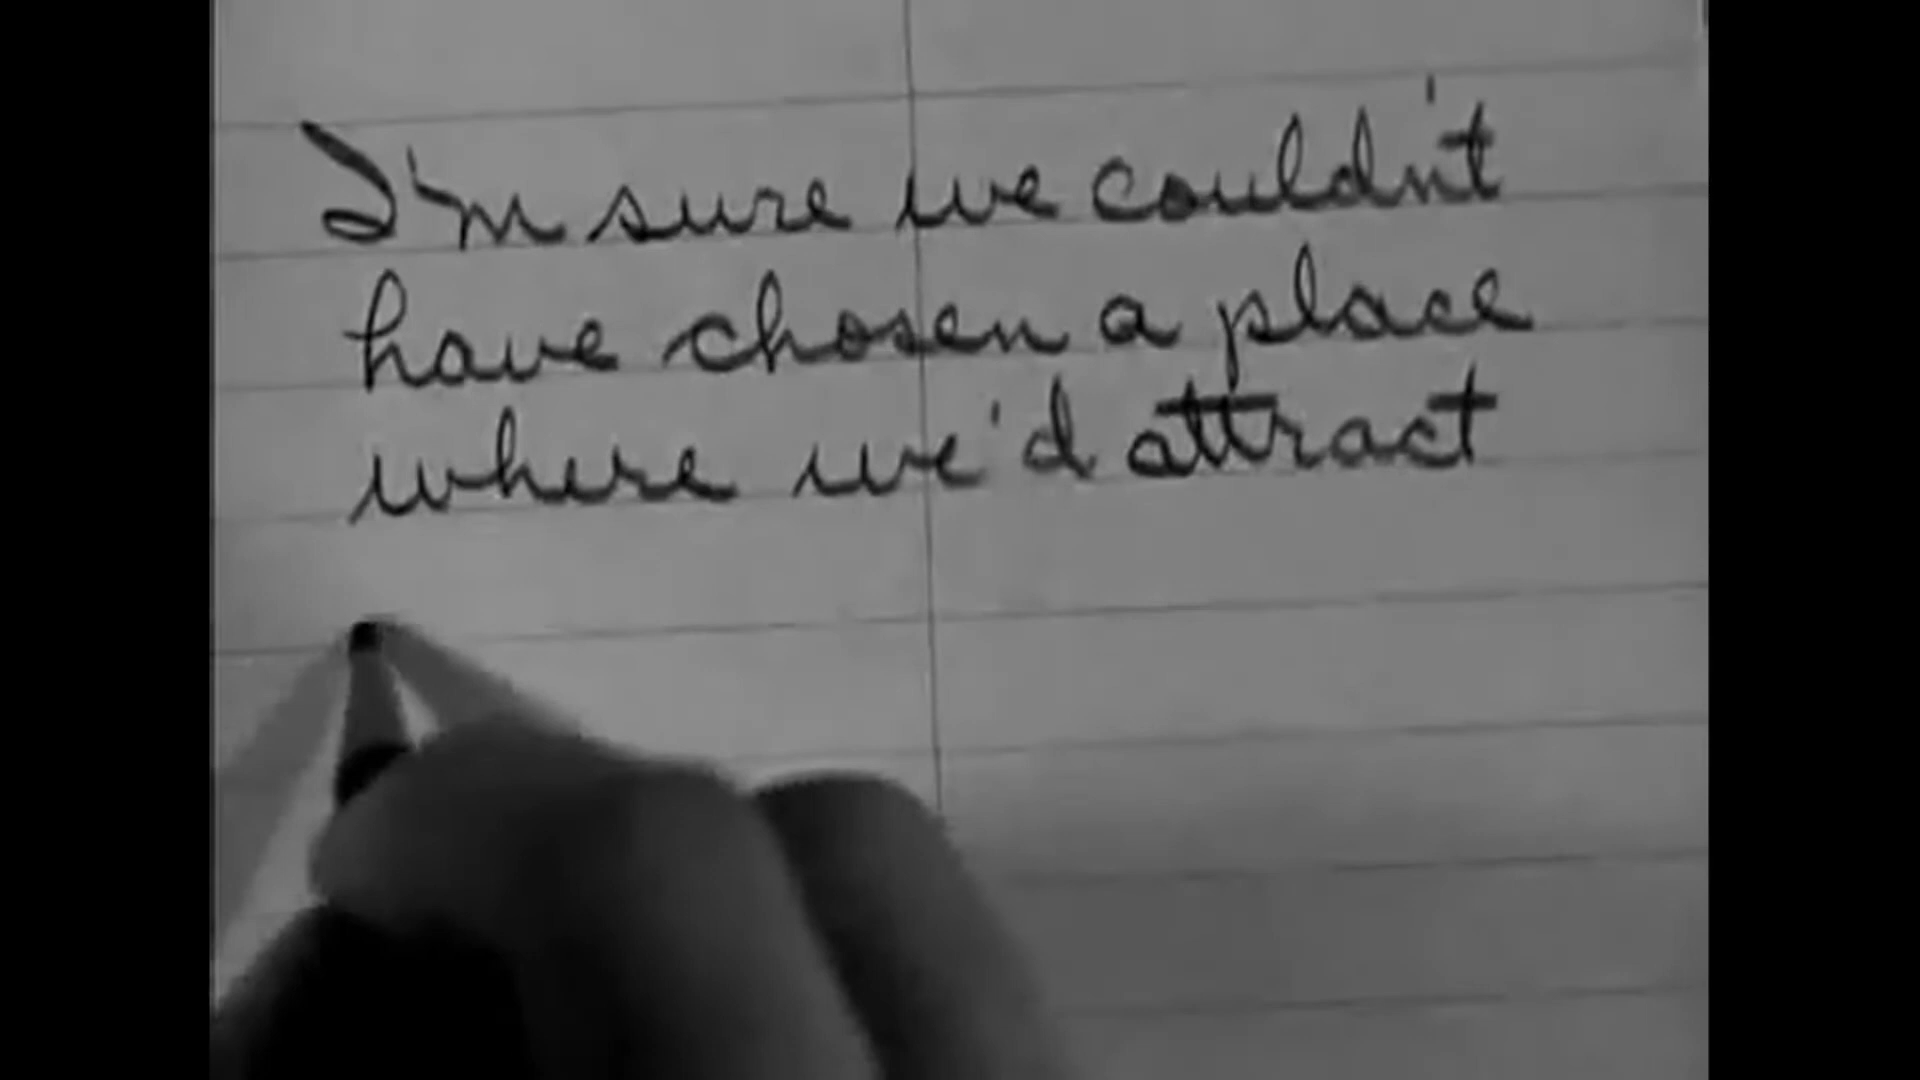 I'm sure we couldn't
have chosen a place
where we'd attract